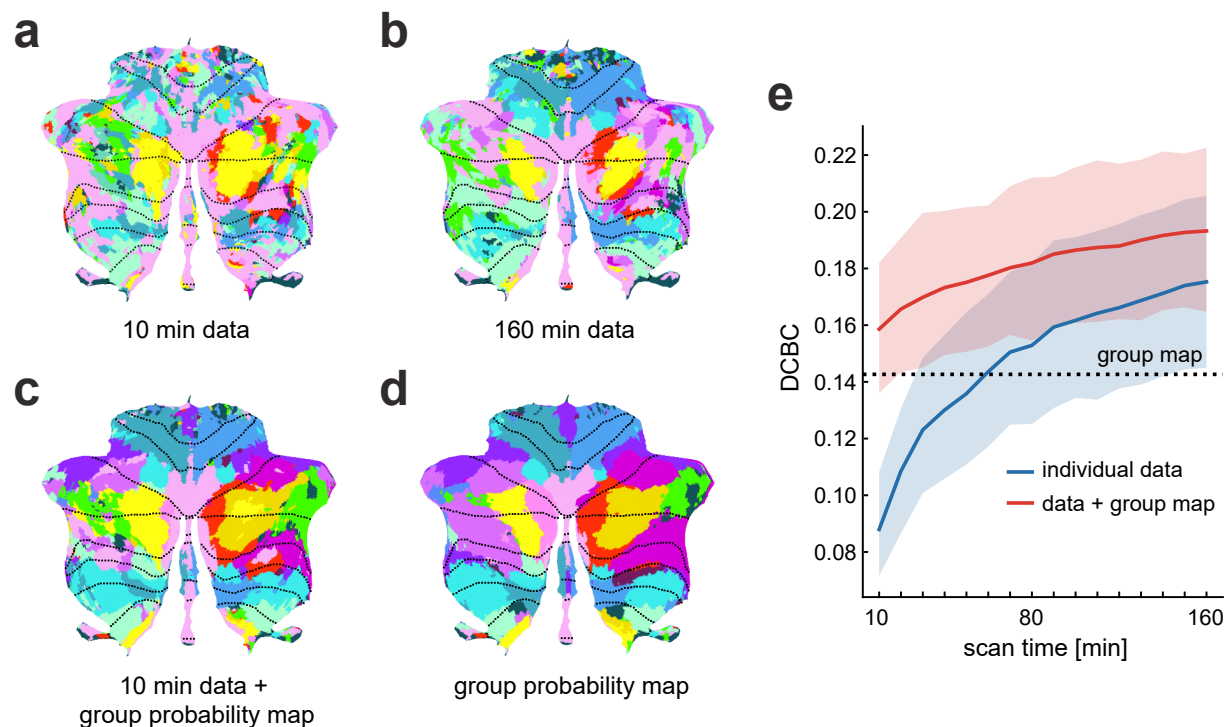 a
10 min data
b
160 min data
c
10 min data +
group probability map
d
group probability map
e
DCBC
0.22
0.20
0.18
0.16
0.14
0.12
0.10
0.08
group map
individual data
data + group map
10
80
160
scan time [min]